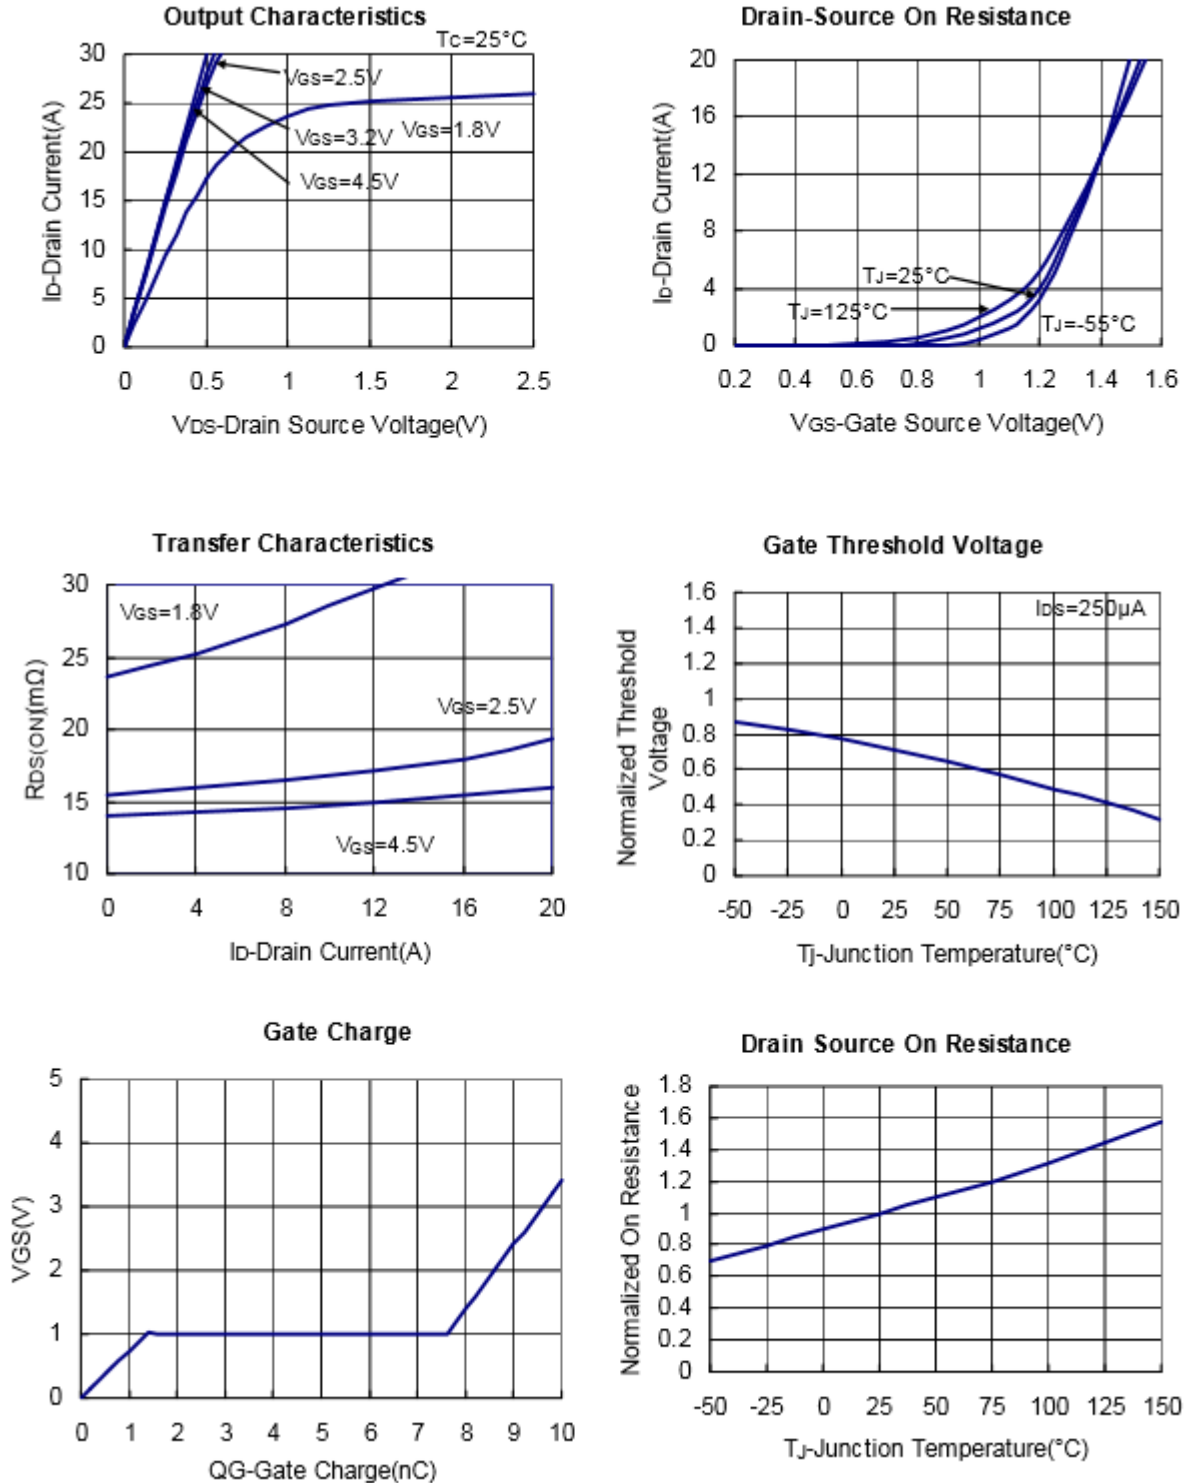 Output Characteristics
TC=25°C
30
25
20
15
10
5
0
ID-Drain Current(A)
VGS=2.5V
VGS=3.2V
VGS=1.8V
VGS=4.5V
0 0.5 1 1.5 2 2.5
VDS-Drain Source Voltage(V)
Drain-Source On Resistance
20
16
12
8
4
0
ID-Drain Current(A)
TJ=25°C
TJ=125°C
TJ=-55°C
0.2 0.4 0.6 0.8 1 1.2 1.4 1.6
VGS-Gate Source Voltage(V)
Transfer Characteristics
30
25
20
15
10
RDS(ON)(mΩ)
VGS=1.8V
VGS=2.5V
VGS=4.5V
0 4 8 12 16 20
ID-Drain Current(A)
Gate Threshold Voltage
1.6
1.4
1.2
1
0.8
0.6
0.4
0.2
0
Normalized Threshold
Voltage
IDS=250μA
-50 -25 0 25 50 75 100 125 150
Tj-Junction Temperature(°C)
Gate Charge
5
4
3
2
1
0
VGS(V)
0 1 2 3 4 5 6 7 8 9 10
QG-Gate Charge(nC)
Drain Source On Resistance
1.8
1.6
1.4
1.2
1
0.8
0.6
0.4
0.2
0
Normalized On Resistance
-50 -25 0 25 50 75 100 125 150
TJ-Junction Temperature(°C)